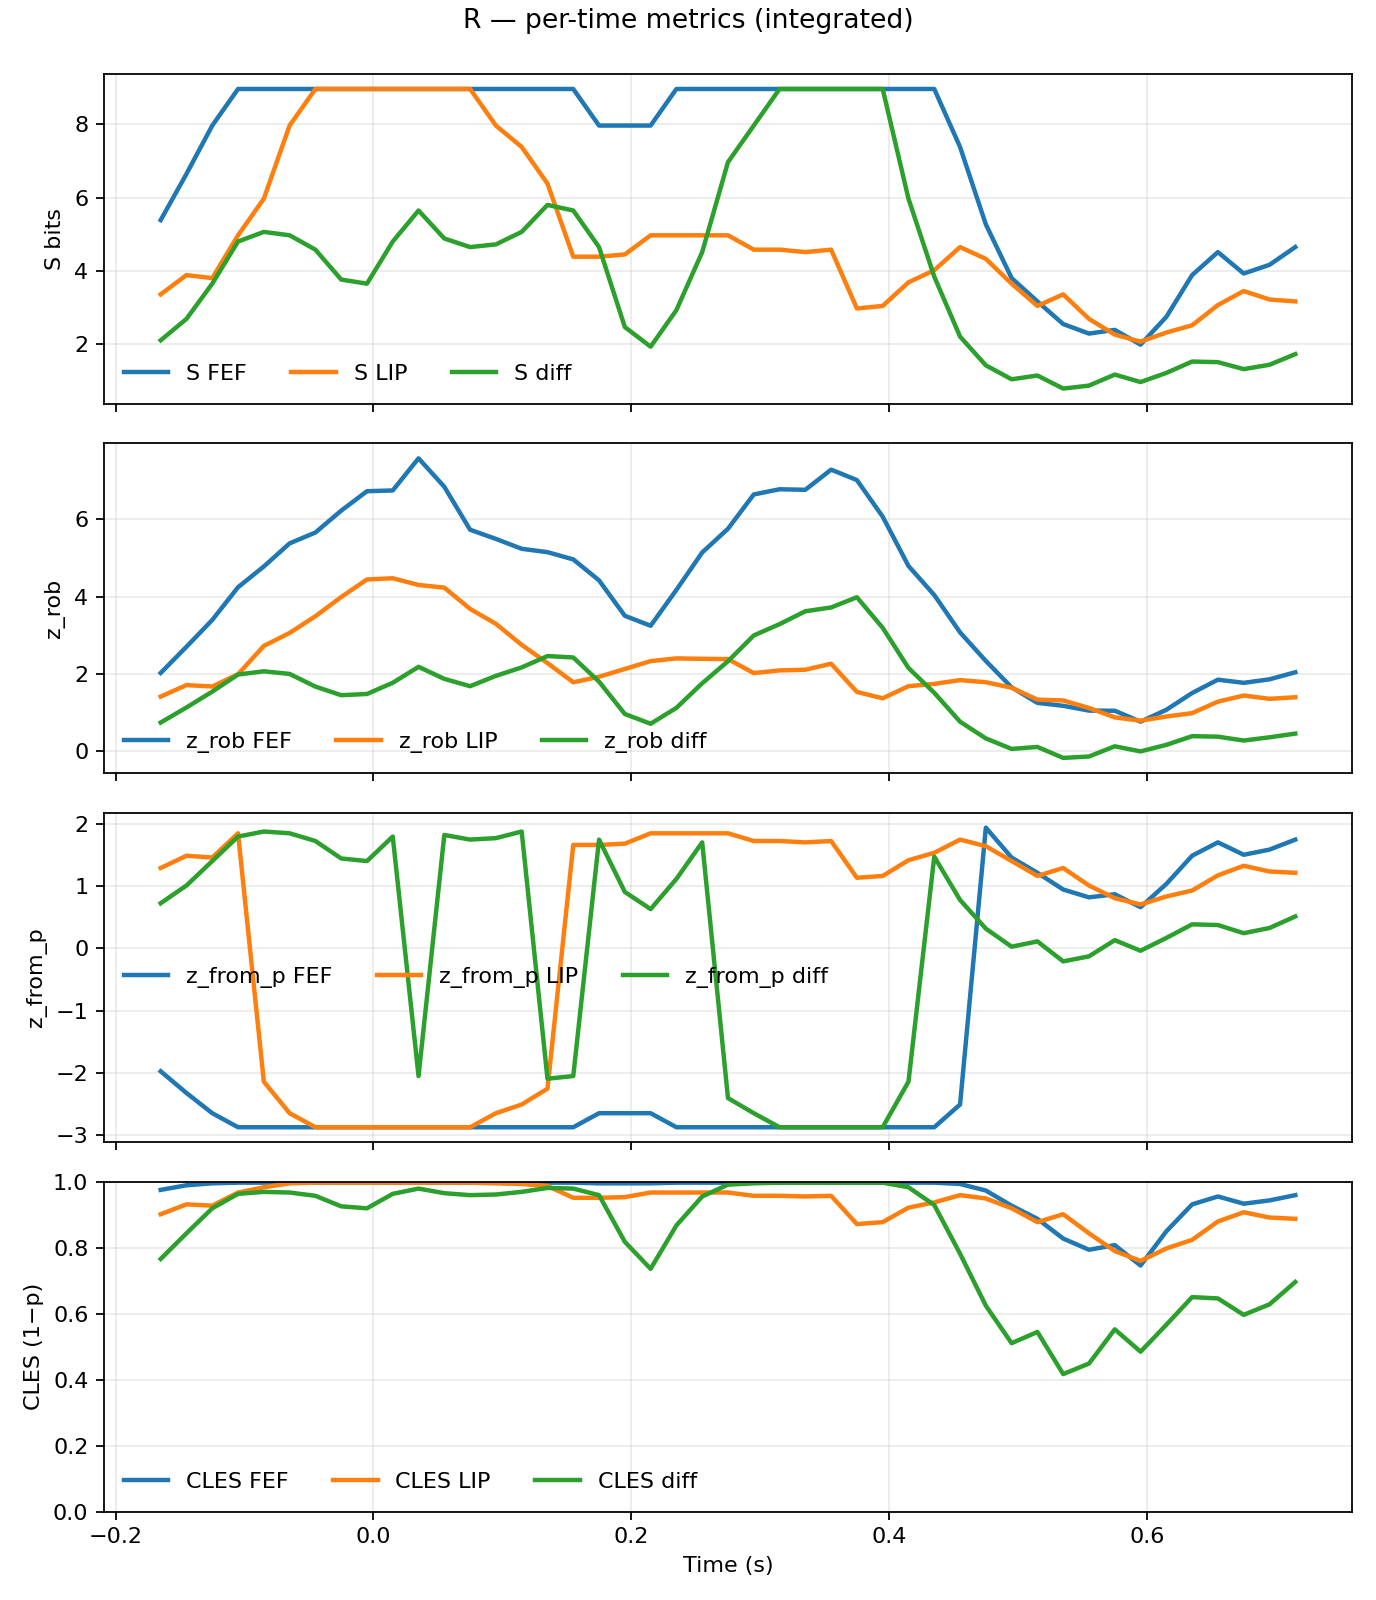 R — per-time metrics (integrated)
8
6
4
2
S bits
S FEF
S LIP
S diff
6
4
2
0
z_rob
z_rob FEF
z_rob LIP
z_rob diff
2
1
0
−1
−2
−3
z_from_p
z_from_p FEF
z_from_p LIP
z_from_p diff
1.0
0.8
0.6
0.4
0.2
0.0
CLES (1−p)
CLES FEF
CLES LIP
CLES diff
−0.2
0.0
0.2
0.4
0.6
Time (s)